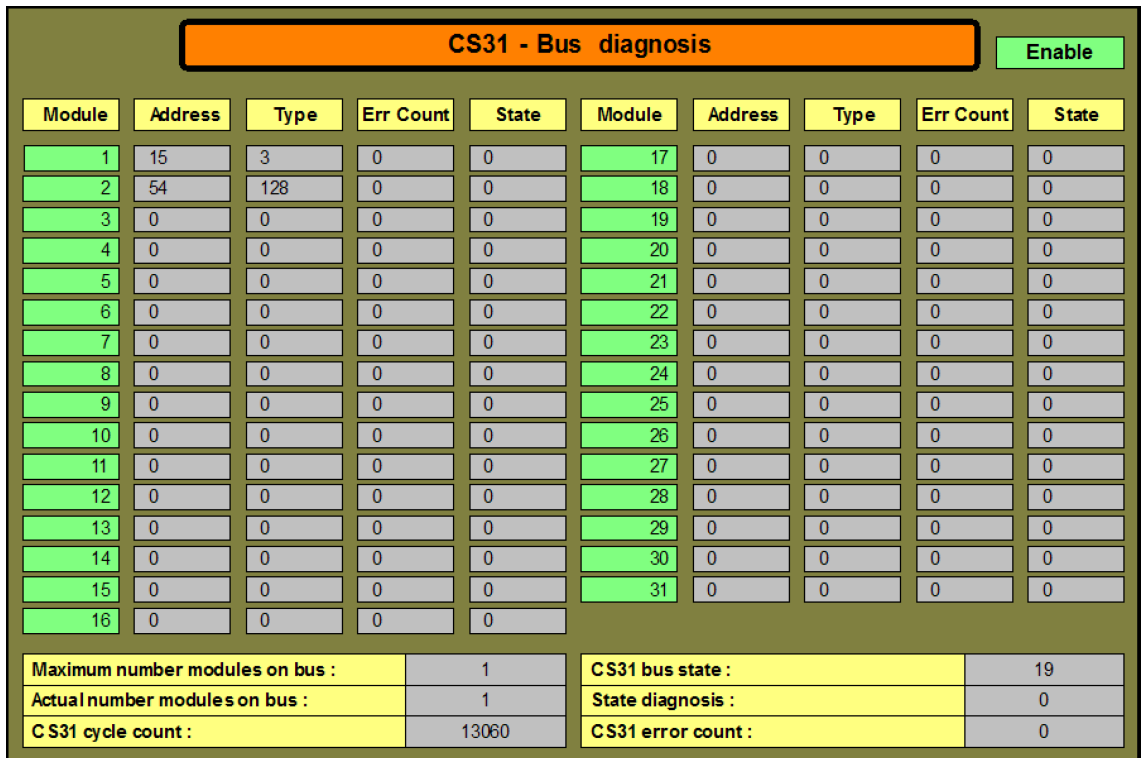 CS31 - Bus diagnosis
Enable
Module Address Type Err Count State Module Address Type Err Count State
1 15 3 0 0 17 0 0 0 0
2 54 128 0 0 18 0 0 0 0
3 0 0 0 0 19 0 0 0 0
4 0 0 0 0 20 0 0 0 0
5 0 0 0 0 21 0 0 0 0
6 0 0 0 0 22 0 0 0 0
7 0 0 0 0 23 0 0 0 0
8 0 0 0 0 24 0 0 0 0
9 0 0 0 0 25 0 0 0 0
10 0 0 0 0 26 0 0 0 0
11 0 0 0 0 27 0 0 0 0
12 0 0 0 0 28 0 0 0 0
13 0 0 0 0 29 0 0 0 0
14 0 0 0 0 30 0 0 0 0
15 0 0 0 0 31 0 0 0 0
16 0 0 0 0
Maximum number modules on bus : 1 CS31 bus state : 19
Actual number modules on bus : 1 State diagnosis : 0
CS31 cycle count : 13060 CS31 error count : 0